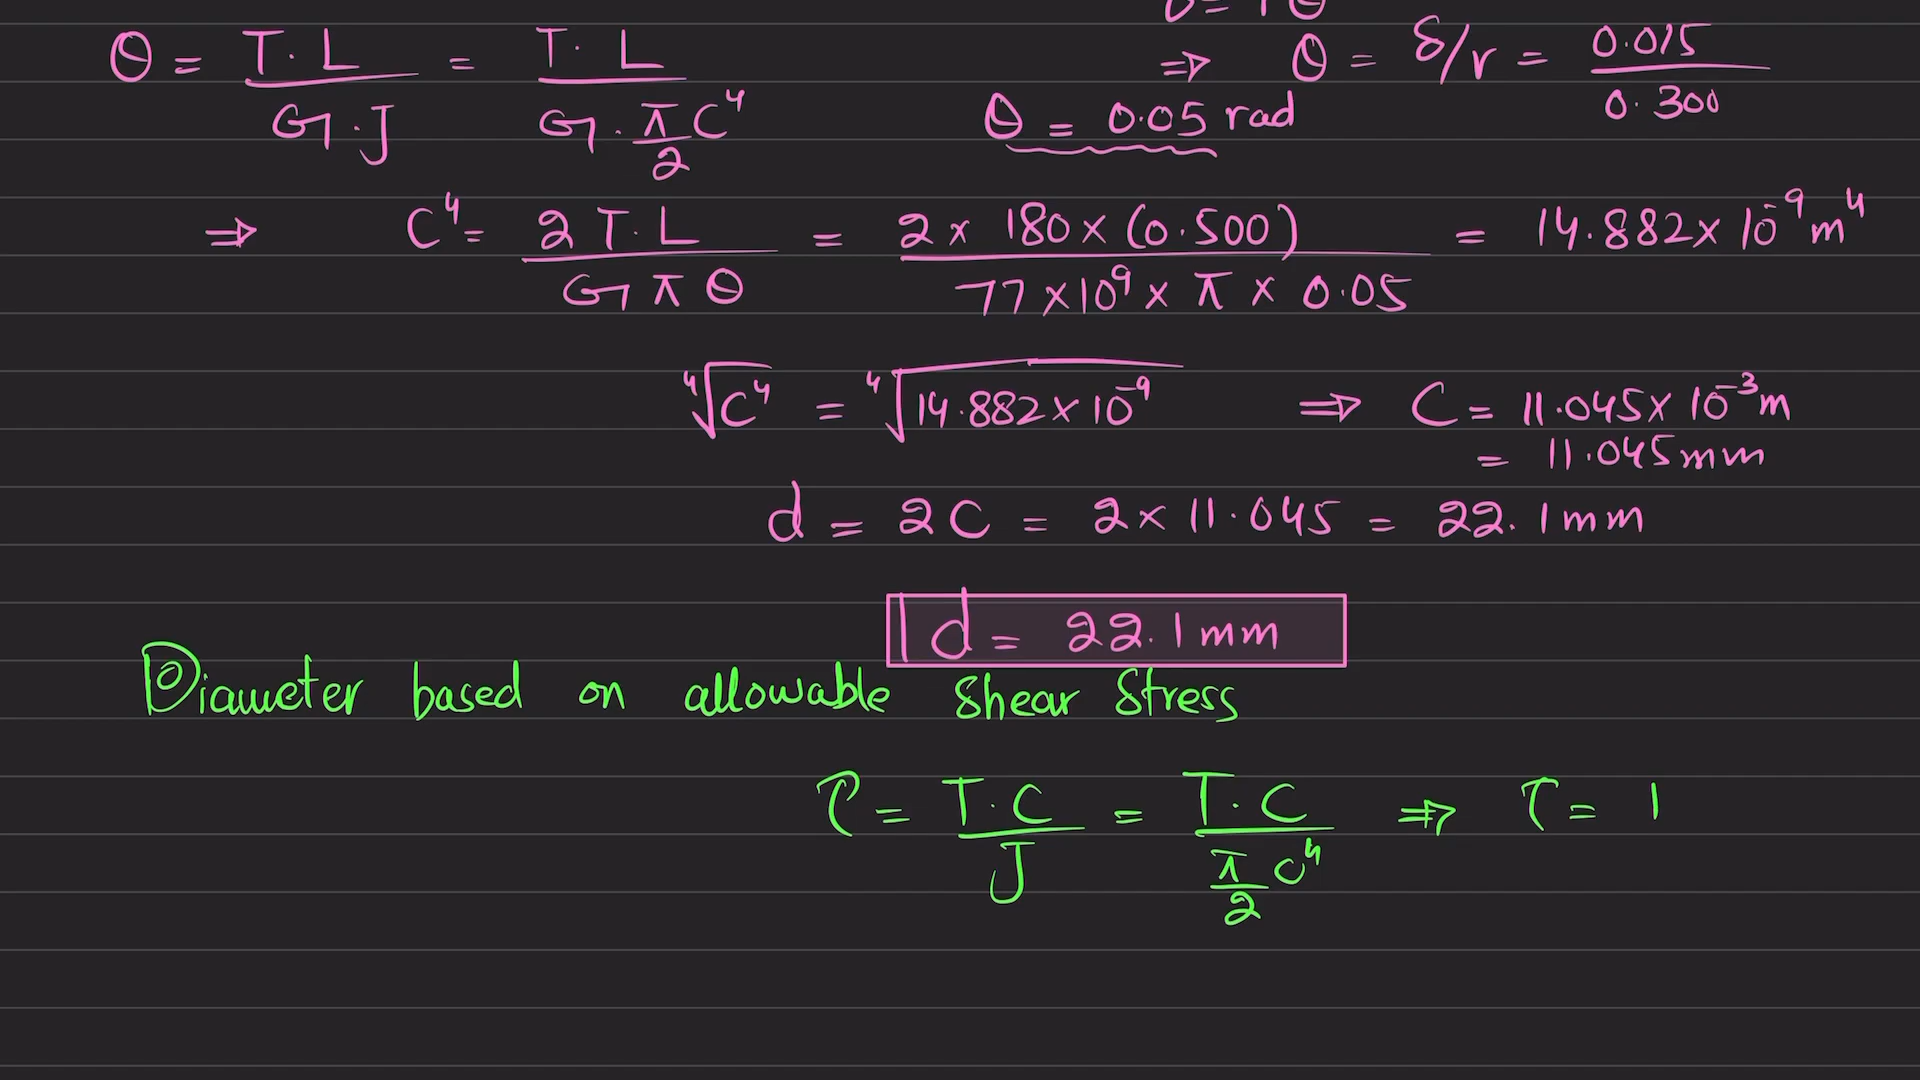 δ = rθ
θ = T·L / G·J = T·L / G·π/2 C⁴
⇒ θ = δ/r = 0.015 / 0.300
θ = 0.05 rad
⇒ C⁴ = 2T·L / GπΘ = 2 × 180 × (0.500) / 77×10⁹ × π × 0.05 = 14.882×10⁻⁹ m⁴
⁴√C⁴ = ⁴√14.882×10⁻⁹ ⇒ C = 11.045×10⁻³ m
= 11.045 mm
d = 2C = 2× 11.045 = 22.1 mm
d = 22.1 mm
Diameter based on allowable Shear Stress
τ = T·C / J = T·C / π/2 C⁴ ⇒ τ = 1